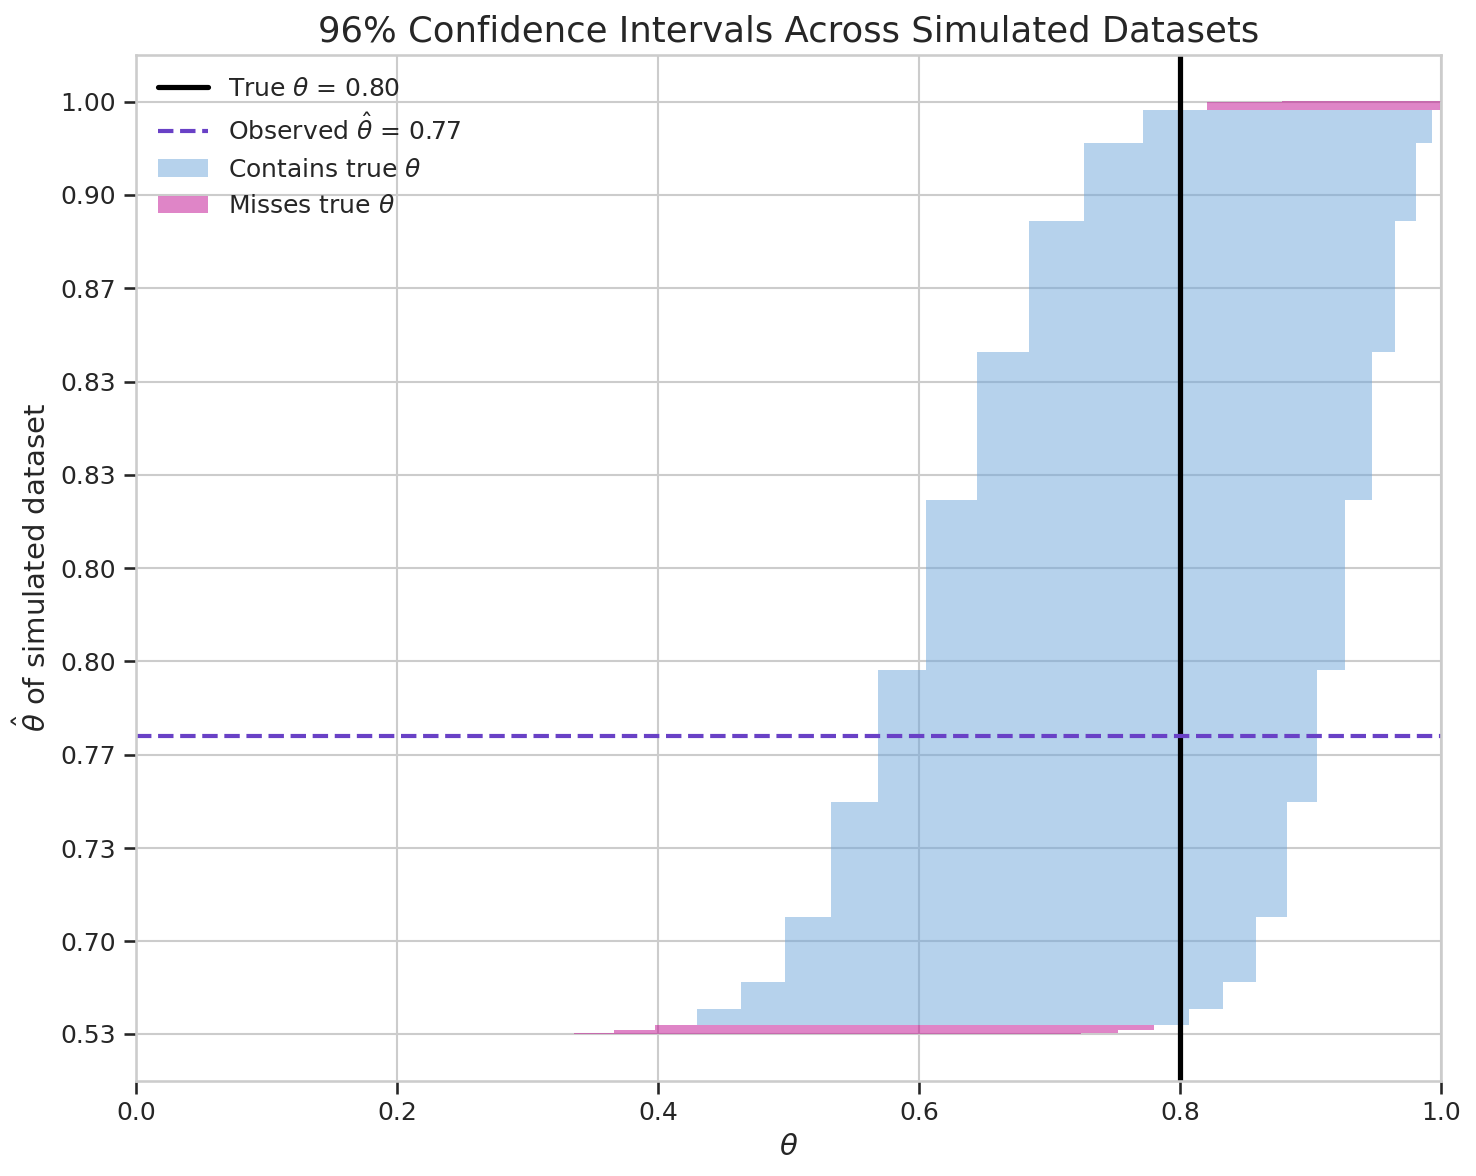 96% Confidence Intervals Across Simulated Datasets
True θ = 0.80
Observed θ̂ = 0.77
Contains true θ
Misses true θ
1.00
0.90
0.87
0.83
0.83
0.80
0.80
0.77
0.73
0.70
0.53
θ̂ of simulated dataset
0.0 0.2 0.4 0.6 0.8 1.0
θ